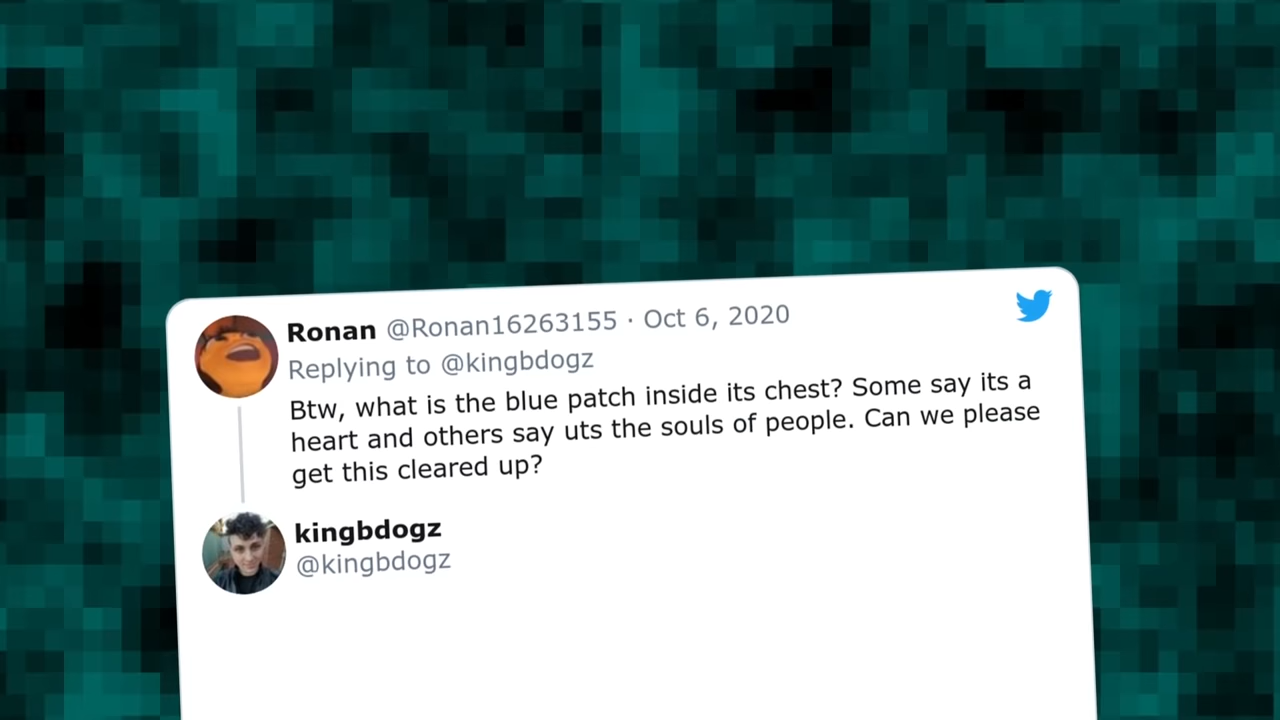 Ronan @Ronan16263155 · Oct 6, 2020
Replying to @kingbdogz
Btw, what is the blue patch inside its chest? Some say its a
heart and others say uts the souls of people. Can we please
get this cleared up?
kingbdogz
@kingbdogz